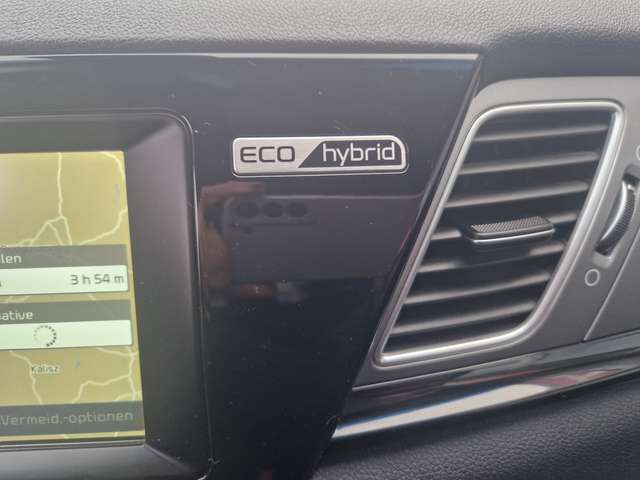 ECO hybrid
len
3 h 54 m
ative
Kalisz
Vermeid.-optionen